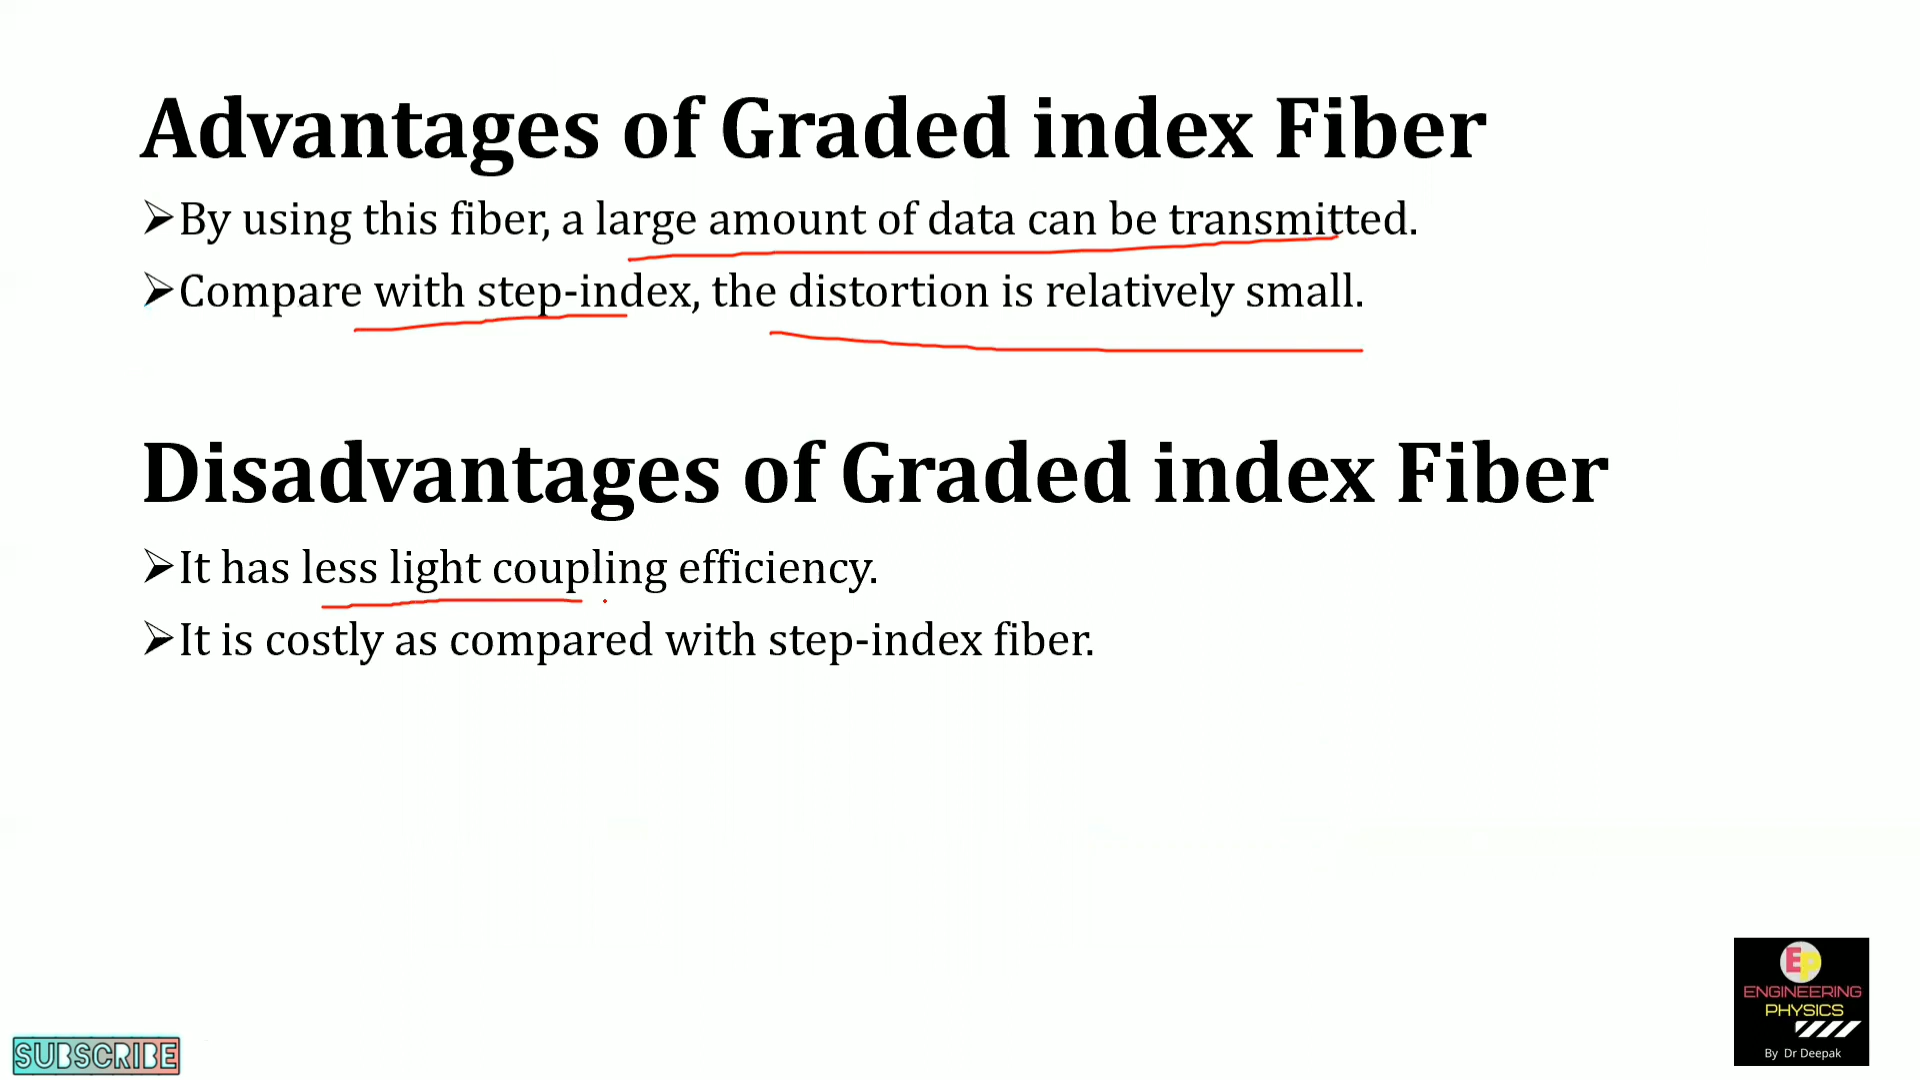 Advantages of Graded index Fiber
➢By using this fiber, a large amount of data can be transmitted.
➢Compare with step-index, the distortion is relatively small.
Disadvantages of Graded index Fiber
➢It has less light coupling efficiency.
➢It is costly as compared with step-index fiber.
Ep
ENGINEERING
PHYSICS
By Dr Deepak
SUBSCRIBE